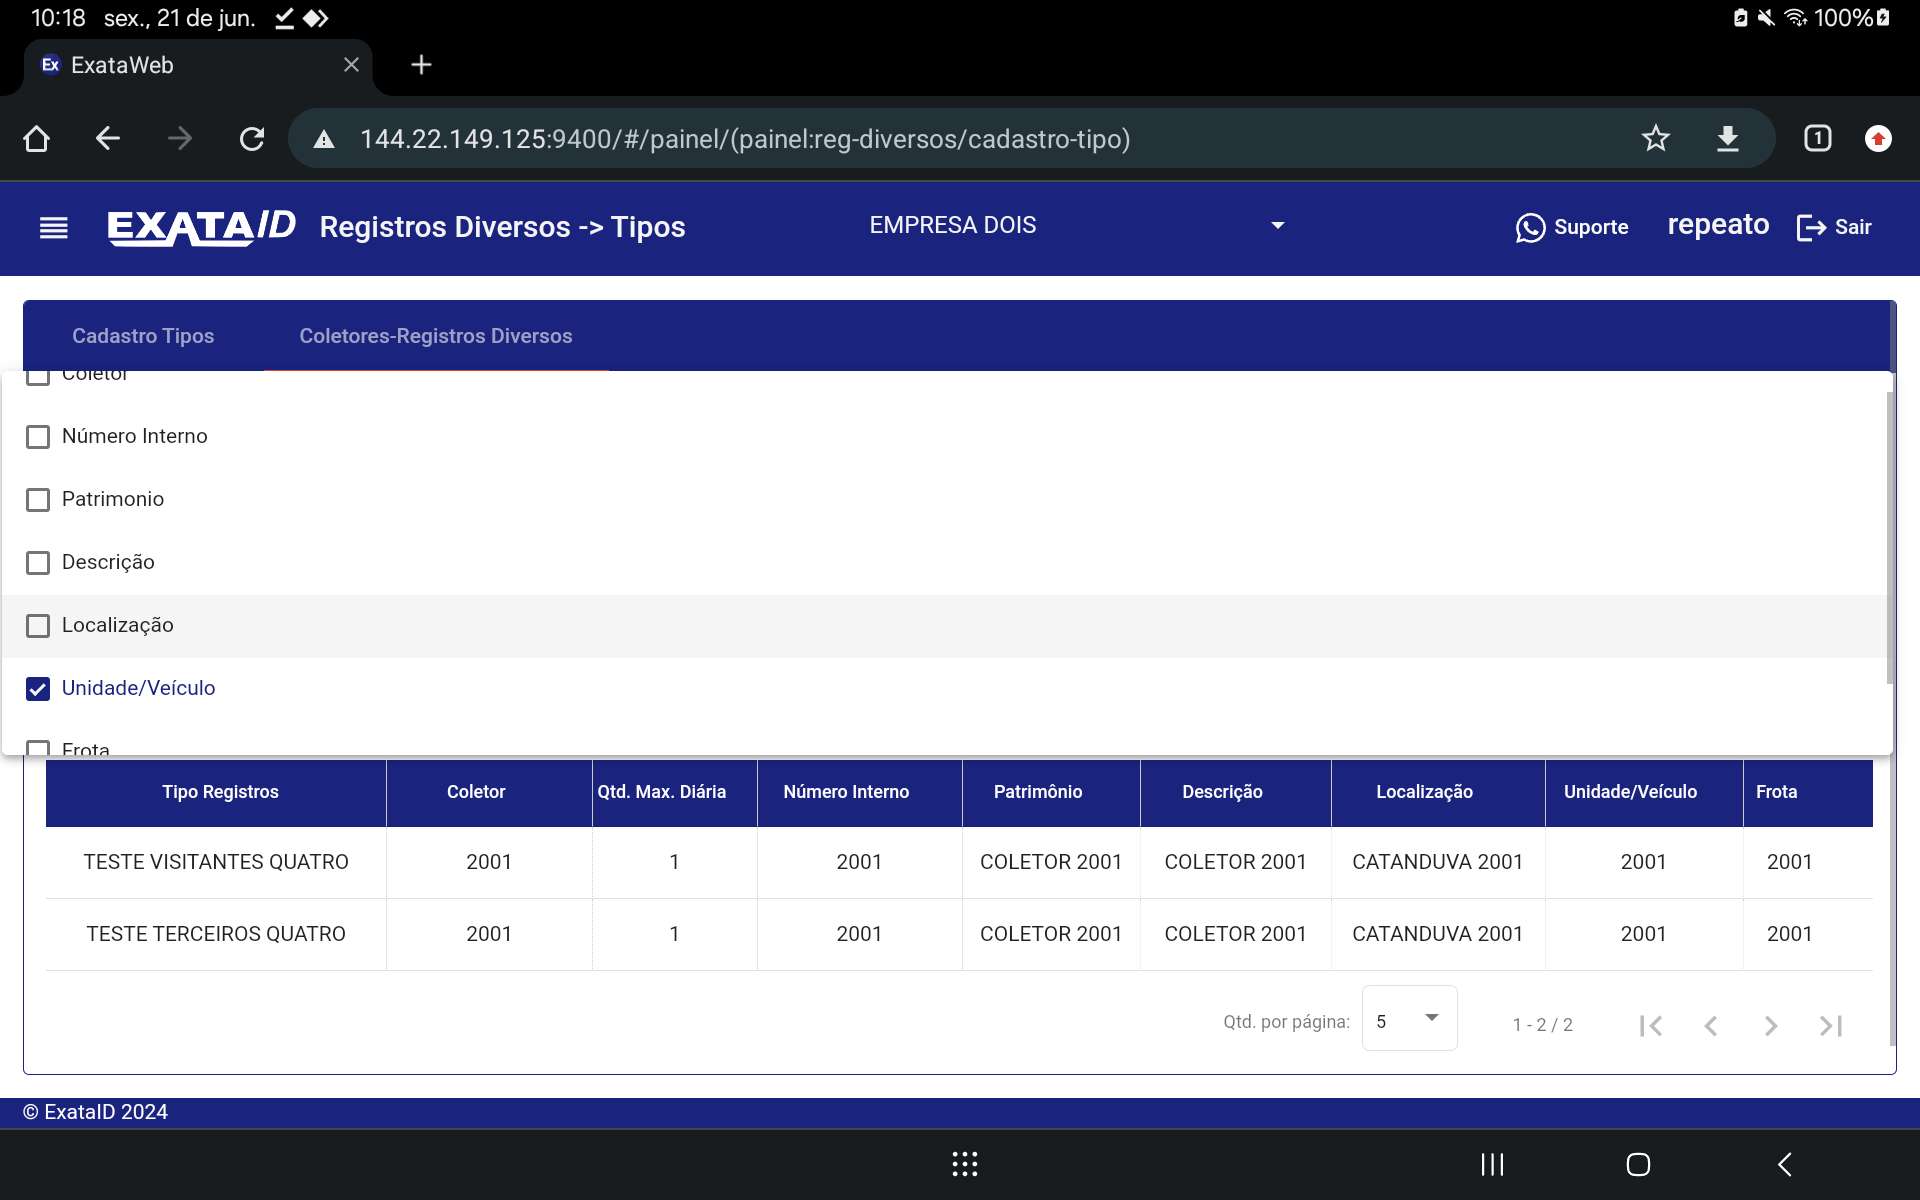 10:18 sex., 21 de jun. 100%
Ex ExataWeb
144.22.149.125:9400/#/painel/(painel:reg-diversos/cadastro-tipo) 1
EXATAID Registros Diversos -> Tipos EMPRESA DOIS Suporte repeato Sair
Cadastro Tipos Coletores-Registros Diversos
Coletor
Número Interno
Patrimonio
Descrição
Localização
Unidade/Veículo
Frota
Tipo Registros Coletor Qtd. Max. Diária Número Interno Patrimônio Descrição Localização Unidade/Veículo Frota
TESTE VISITANTES QUATRO 2001 1 2001 COLETOR 2001 COLETOR 2001 CATANDUVA 2001 2001 2001
TESTE TERCEIROS QUATRO 2001 1 2001 COLETOR 2001 COLETOR 2001 CATANDUVA 2001 2001 2001
Qtd. por página: 5 1 - 2 / 2
© ExataID 2024